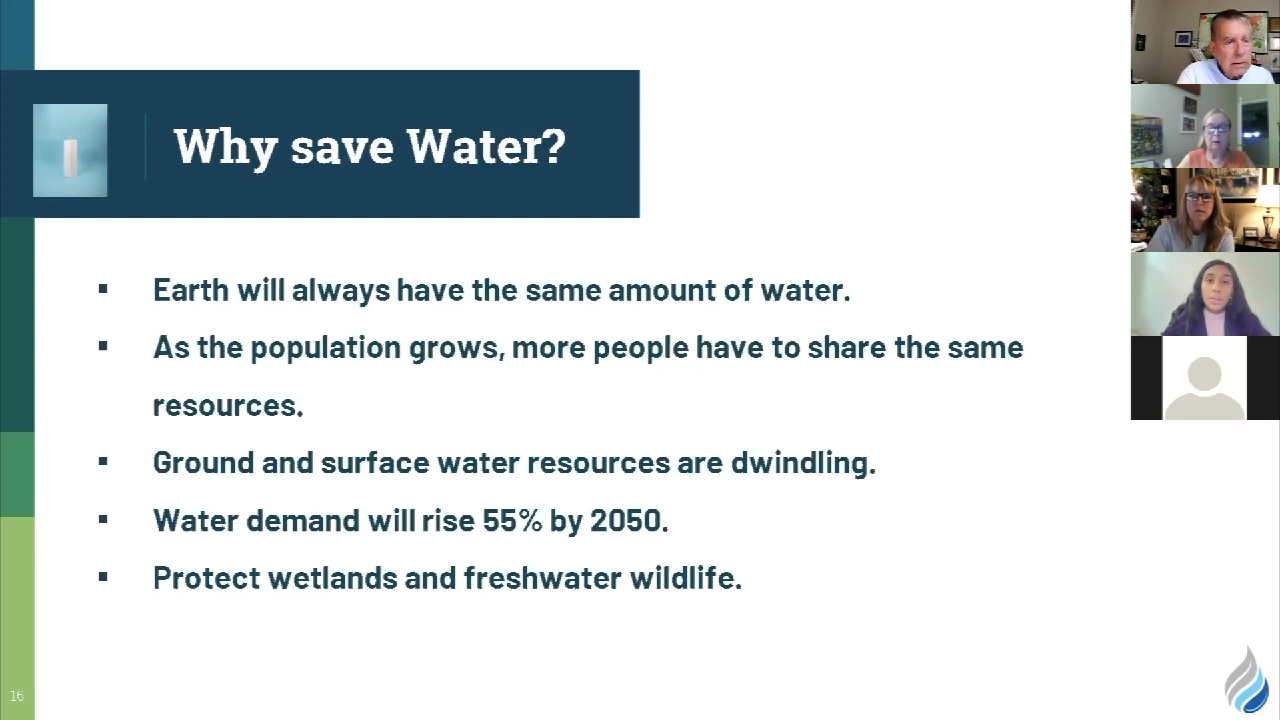 Why save Water?
▪ Earth will always have the same amount of water.
▪ As the population grows, more people have to share the same
resources.
▪ Ground and surface water resources are dwindling.
▪ Water demand will rise 55% by 2050.
▪ Protect wetlands and freshwater wildlife.
16